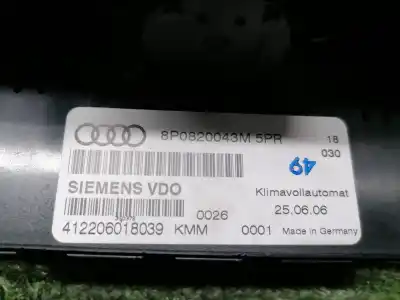 8P0820043M 5PR 18
030
49
SIEMENS VDO
Klimavollautomat
0026 25.06.06
412206018039 KMM 0001 Made in Germany